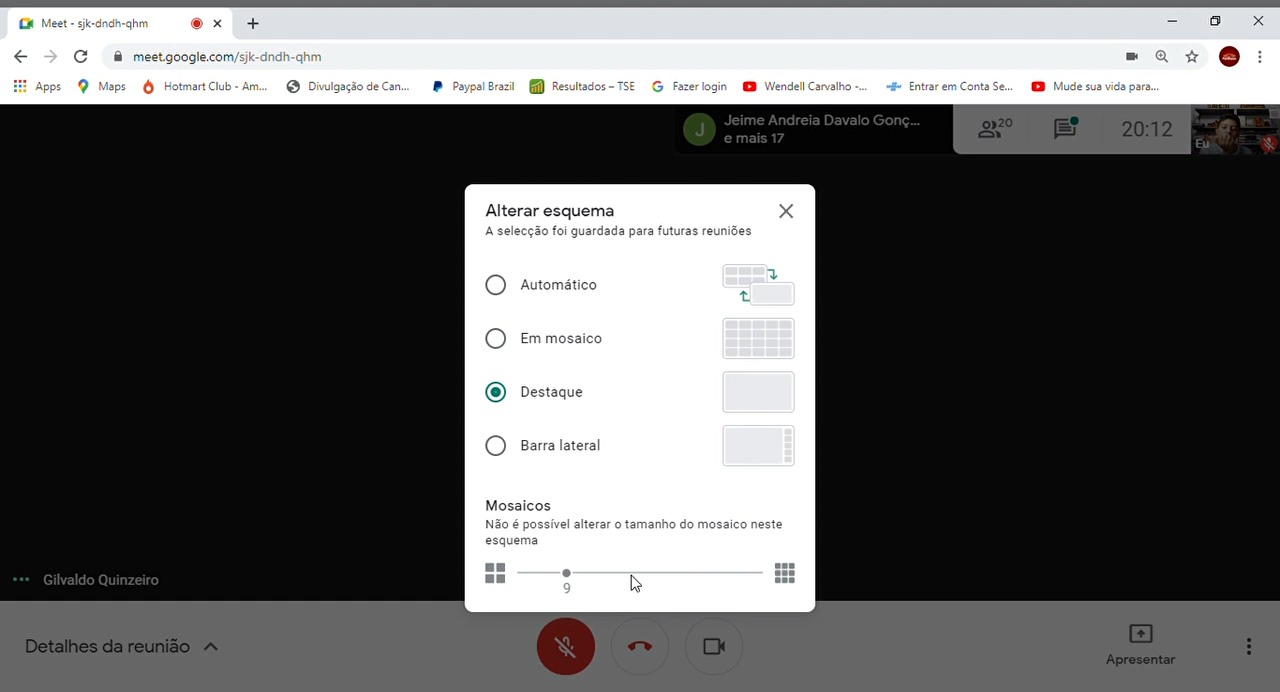 Meet - sjk-dndh-qhm
meet.google.com/sjk-dndh-qhm
Apps
Maps
Hotmart Club - Am...
Divulgação de Can...
Paypal Brazil
Resultados – TSE
Fazer login
Wendell Carvalho -...
Entrar em Conta Se...
Mude sua vida para...
J
Jeime Andreia Davalo Gonç...
e mais 17
20
20:12
Eu
Alterar esquema
A selecção foi guardada para futuras reuniões
Automático
Em mosaico
Destaque
Barra lateral
Mosaicos
Não é possível alterar o tamanho do mosaico neste
esquema
9
Gilvaldo Quinzeiro
Detalhes da reunião
Apresentar